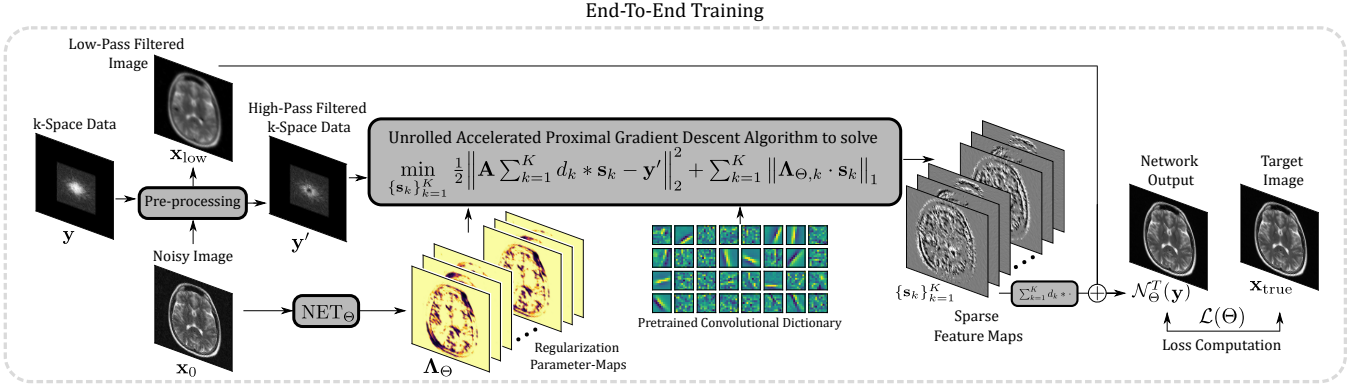 End-To-End Training
Low-Pass Filtered
Image
k-Space Data
x_low
High-Pass Filtered
k-Space Data
Pre-processing
y
y′
Noisy Image
x_0
NET_Θ
Λ_Θ
Regularization
Parameter-Maps
Unrolled Accelerated Proximal Gradient Descent Algorithm to solve
min_{{s_k}_{k=1}^K} 1/2 ‖A ∑_{k=1}^K d_k ∗ s_k − y′‖_2^2 + ∑_{k=1}^K ‖Λ_{Θ,k} · s_k‖_1
Pretrained Convolutional Dictionary
{s_k}_{k=1}^K
Sparse
Feature Maps
∑_{k=1}^K d_k ∗ ·
Network
Output
N_Θ^T(y)
Target
Image
x_true
L(Θ)
Loss Computation